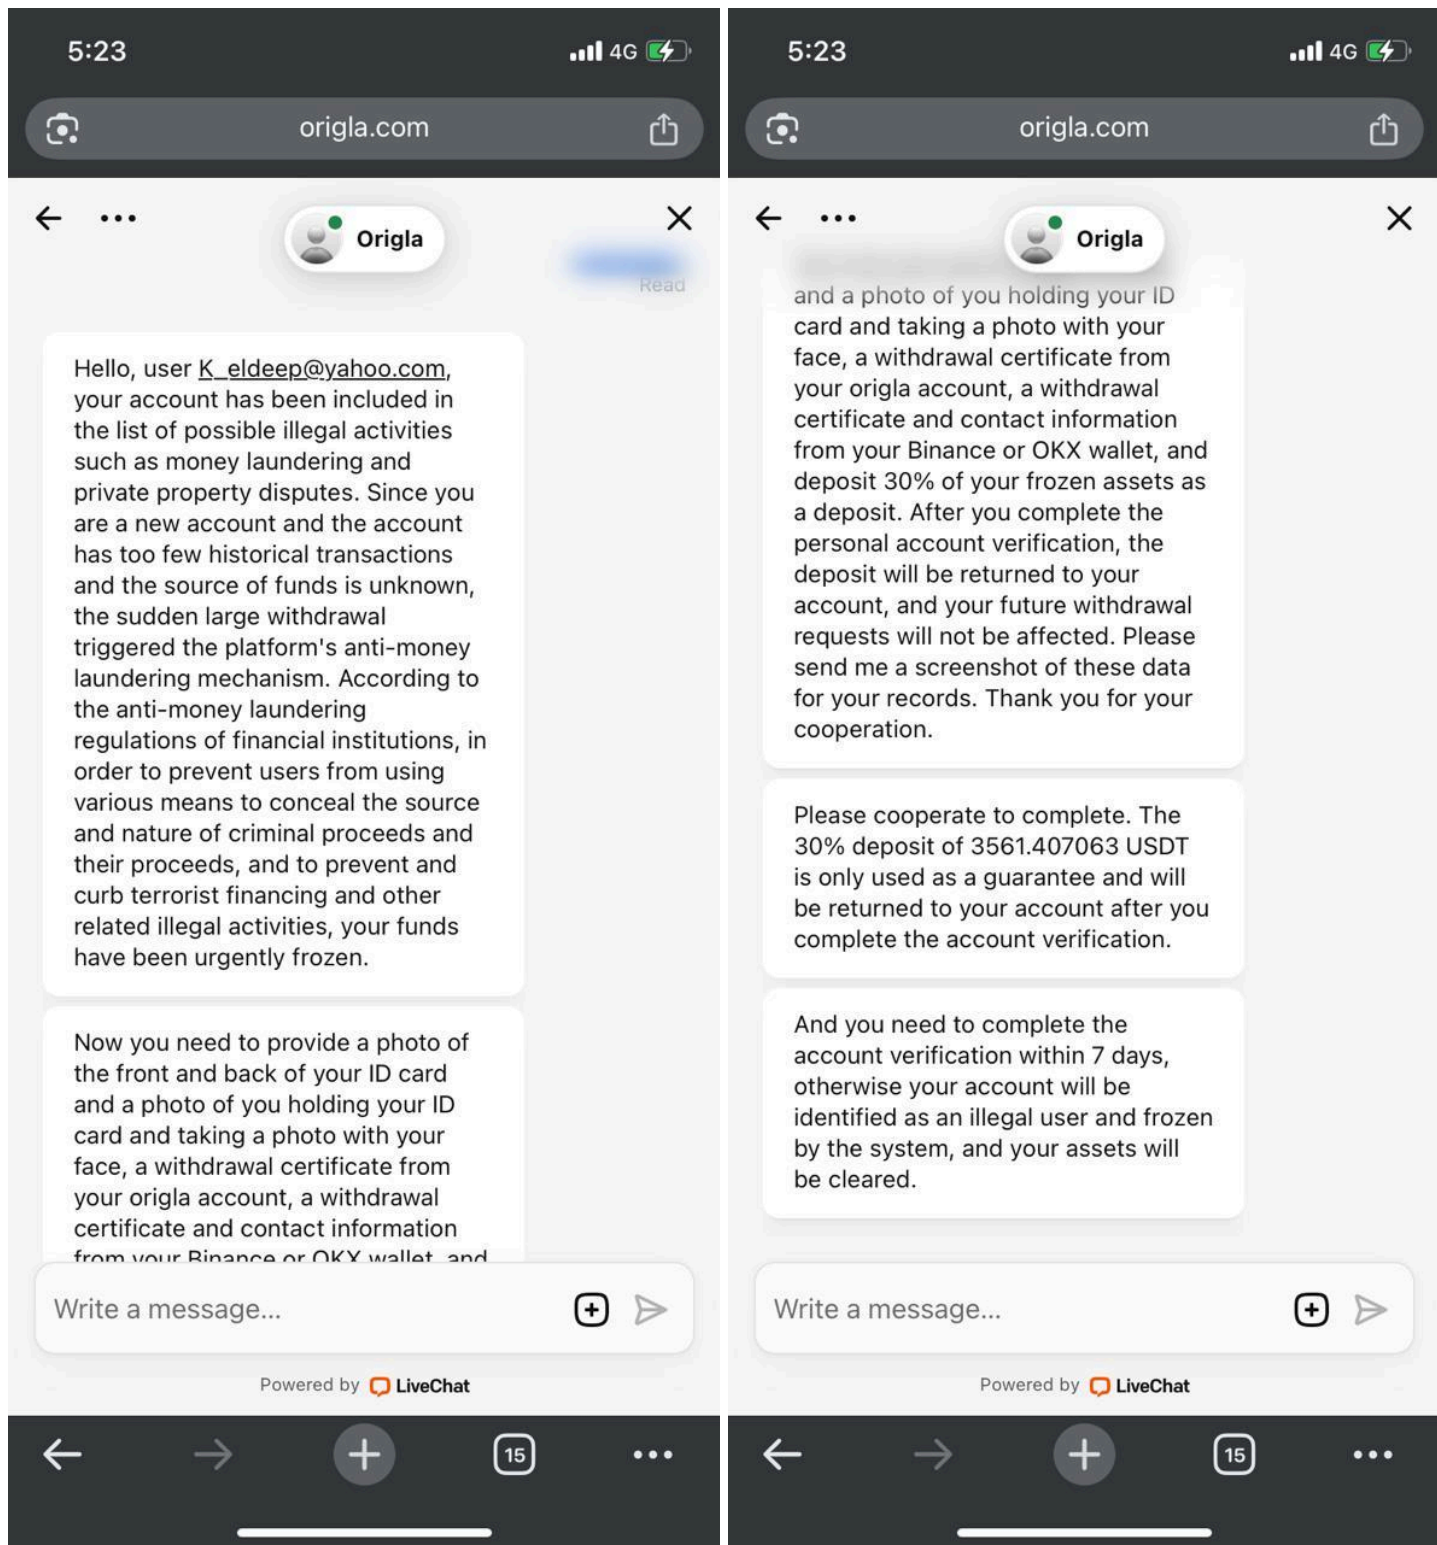 5:23
4G
origla.com
Origla
Read
Hello, user K_eldeep@yahoo.com,
your account has been included in
the list of possible illegal activities
such as money laundering and
private property disputes. Since you
are a new account and the account
has too few historical transactions
and the source of funds is unknown,
the sudden large withdrawal
triggered the platform's anti-money
laundering mechanism. According to
the anti-money laundering
regulations of financial institutions, in
order to prevent users from using
various means to conceal the source
and nature of criminal proceeds and
their proceeds, and to prevent and
curb terrorist financing and other
related illegal activities, your funds
have been urgently frozen.
Now you need to provide a photo of
the front and back of your ID card
and a photo of you holding your ID
card and taking a photo with your
face, a withdrawal certificate from
your origla account, a withdrawal
certificate and contact information
from your Binance or OKX wallet, and
Write a message...
Powered by LiveChat
15
5:23
4G
origla.com
Origla
and a photo of you holding your ID
card and taking a photo with your
face, a withdrawal certificate from
your origla account, a withdrawal
certificate and contact information
from your Binance or OKX wallet, and
deposit 30% of your frozen assets as
a deposit. After you complete the
personal account verification, the
deposit will be returned to your
account, and your future withdrawal
requests will not be affected. Please
send me a screenshot of these data
for your records. Thank you for your
cooperation.
Please cooperate to complete. The
30% deposit of 3561.407063 USDT
is only used as a guarantee and will
be returned to your account after you
complete the account verification.
And you need to complete the
account verification within 7 days,
otherwise your account will be
identified as an illegal user and frozen
by the system, and your assets will
be cleared.
Write a message...
Powered by LiveChat
15